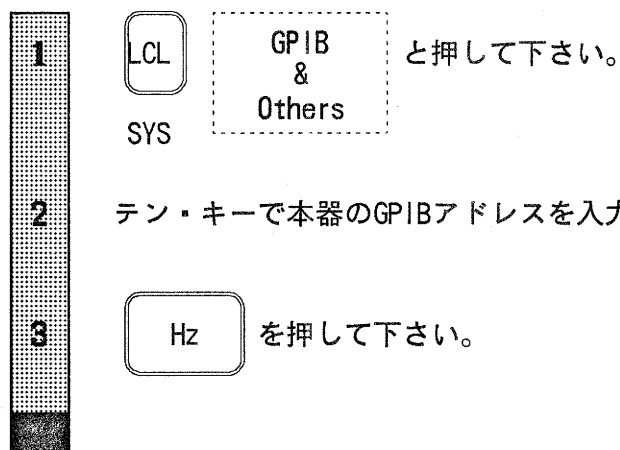 1 LCL GPIB & Others と押して下さい。
SYS
2 テン・キーで本器のGPIBアドレスを入力
3 Hz を押して下さい。